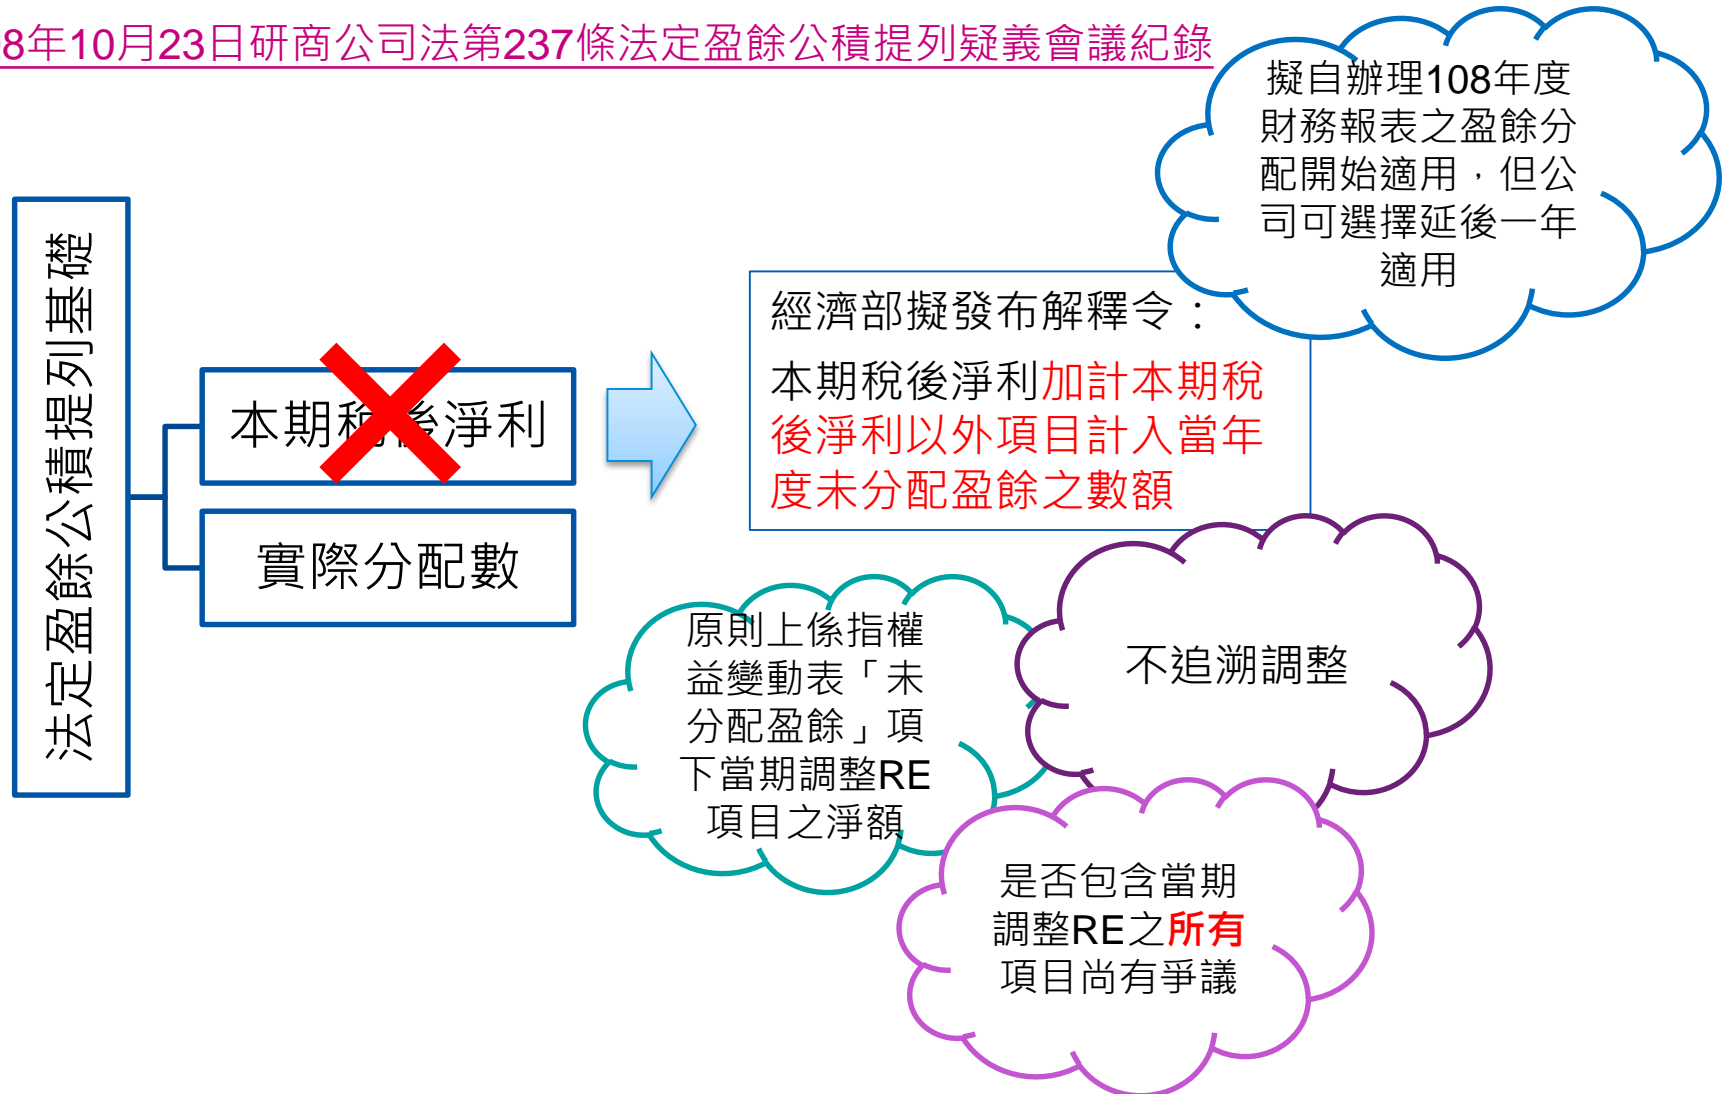 8年10月23日研商公司法第237條法定盈餘公積提列疑義會議紀錄
擬自辦理108年度
財務報表之盈餘分
配開始適用，但公
司可選擇延後一年
適用
法定盈餘公積提列基礎
本期稅後淨利
實際分配數
經濟部擬發布解釋令：
本期稅後淨利加計本期稅
後淨利以外項目計入當年
度未分配盈餘之數額
原則上係指權
益變動表「未
分配盈餘」項
下當期調整RE
項目之淨額
不追溯調整
是否包含當期
調整RE之所有
項目尚有爭議